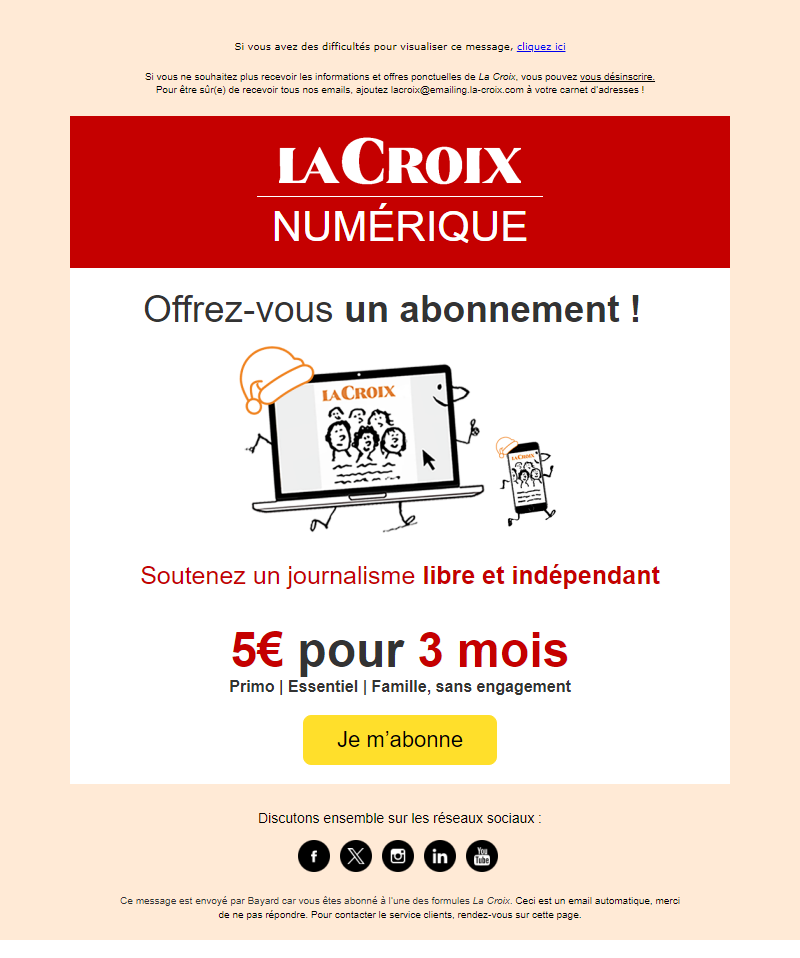 Si vous avez des difficultés pour visualiser ce message, cliquez ici
Si vous ne souhaitez plus recevoir les informations et offres ponctuelles de La Croix, vous pouvez vous désinscrire.
Pour être sûr(e) de recevoir tous nos emails, ajoutez lacroix@emailing.la-croix.com à votre carnet d'adresses !
LA CROIX
NUMÉRIQUE
Offrez-vous un abonnement !
LA CROIX
LA CROIX
Soutenez un journalisme libre et indépendant
5€ pour 3 mois
Primo | Essentiel | Famille, sans engagement
Je m’abonne
Discutons ensemble sur les réseaux sociaux :
f
X
in
You
Tube
Ce message est envoyé par Bayard car vous êtes abonné à l'une des formules La Croix. Ceci est un email automatique, merci
de ne pas répondre. Pour contacter le service clients, rendez-vous sur cette page.